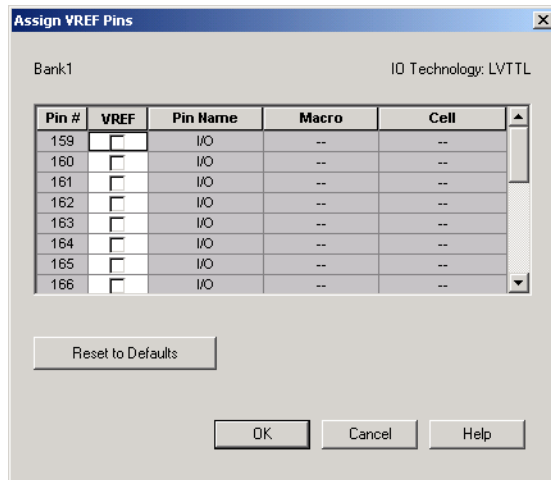 Assign VREF Pins
Bank1 IO Technology: LVTTL
Pin # VREF Pin Name Macro Cell
159 I/O -- --
160 I/O -- --
161 I/O -- --
162 I/O -- --
163 I/O -- --
164 I/O -- --
165 I/O -- --
166 I/O -- --
Reset to Defaults
OK Cancel Help